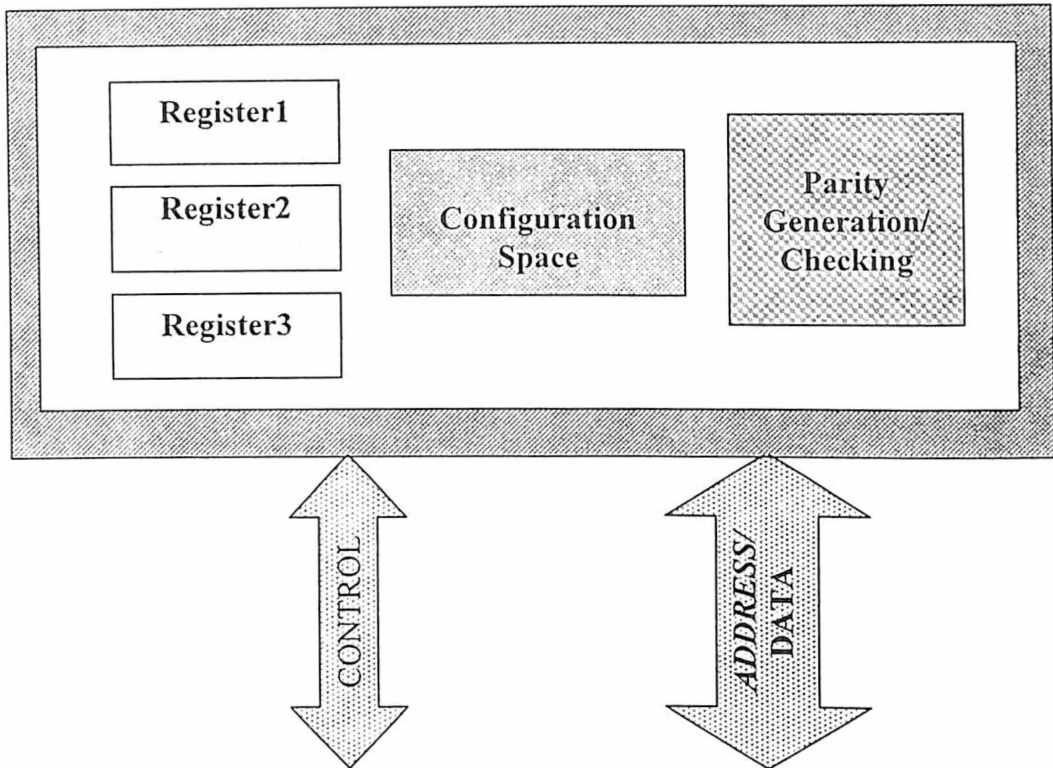 Register1
Register2
Register3
Configuration
Space
Parity
Generation/
Checking
CONTROL
ADDRESS/
DATA